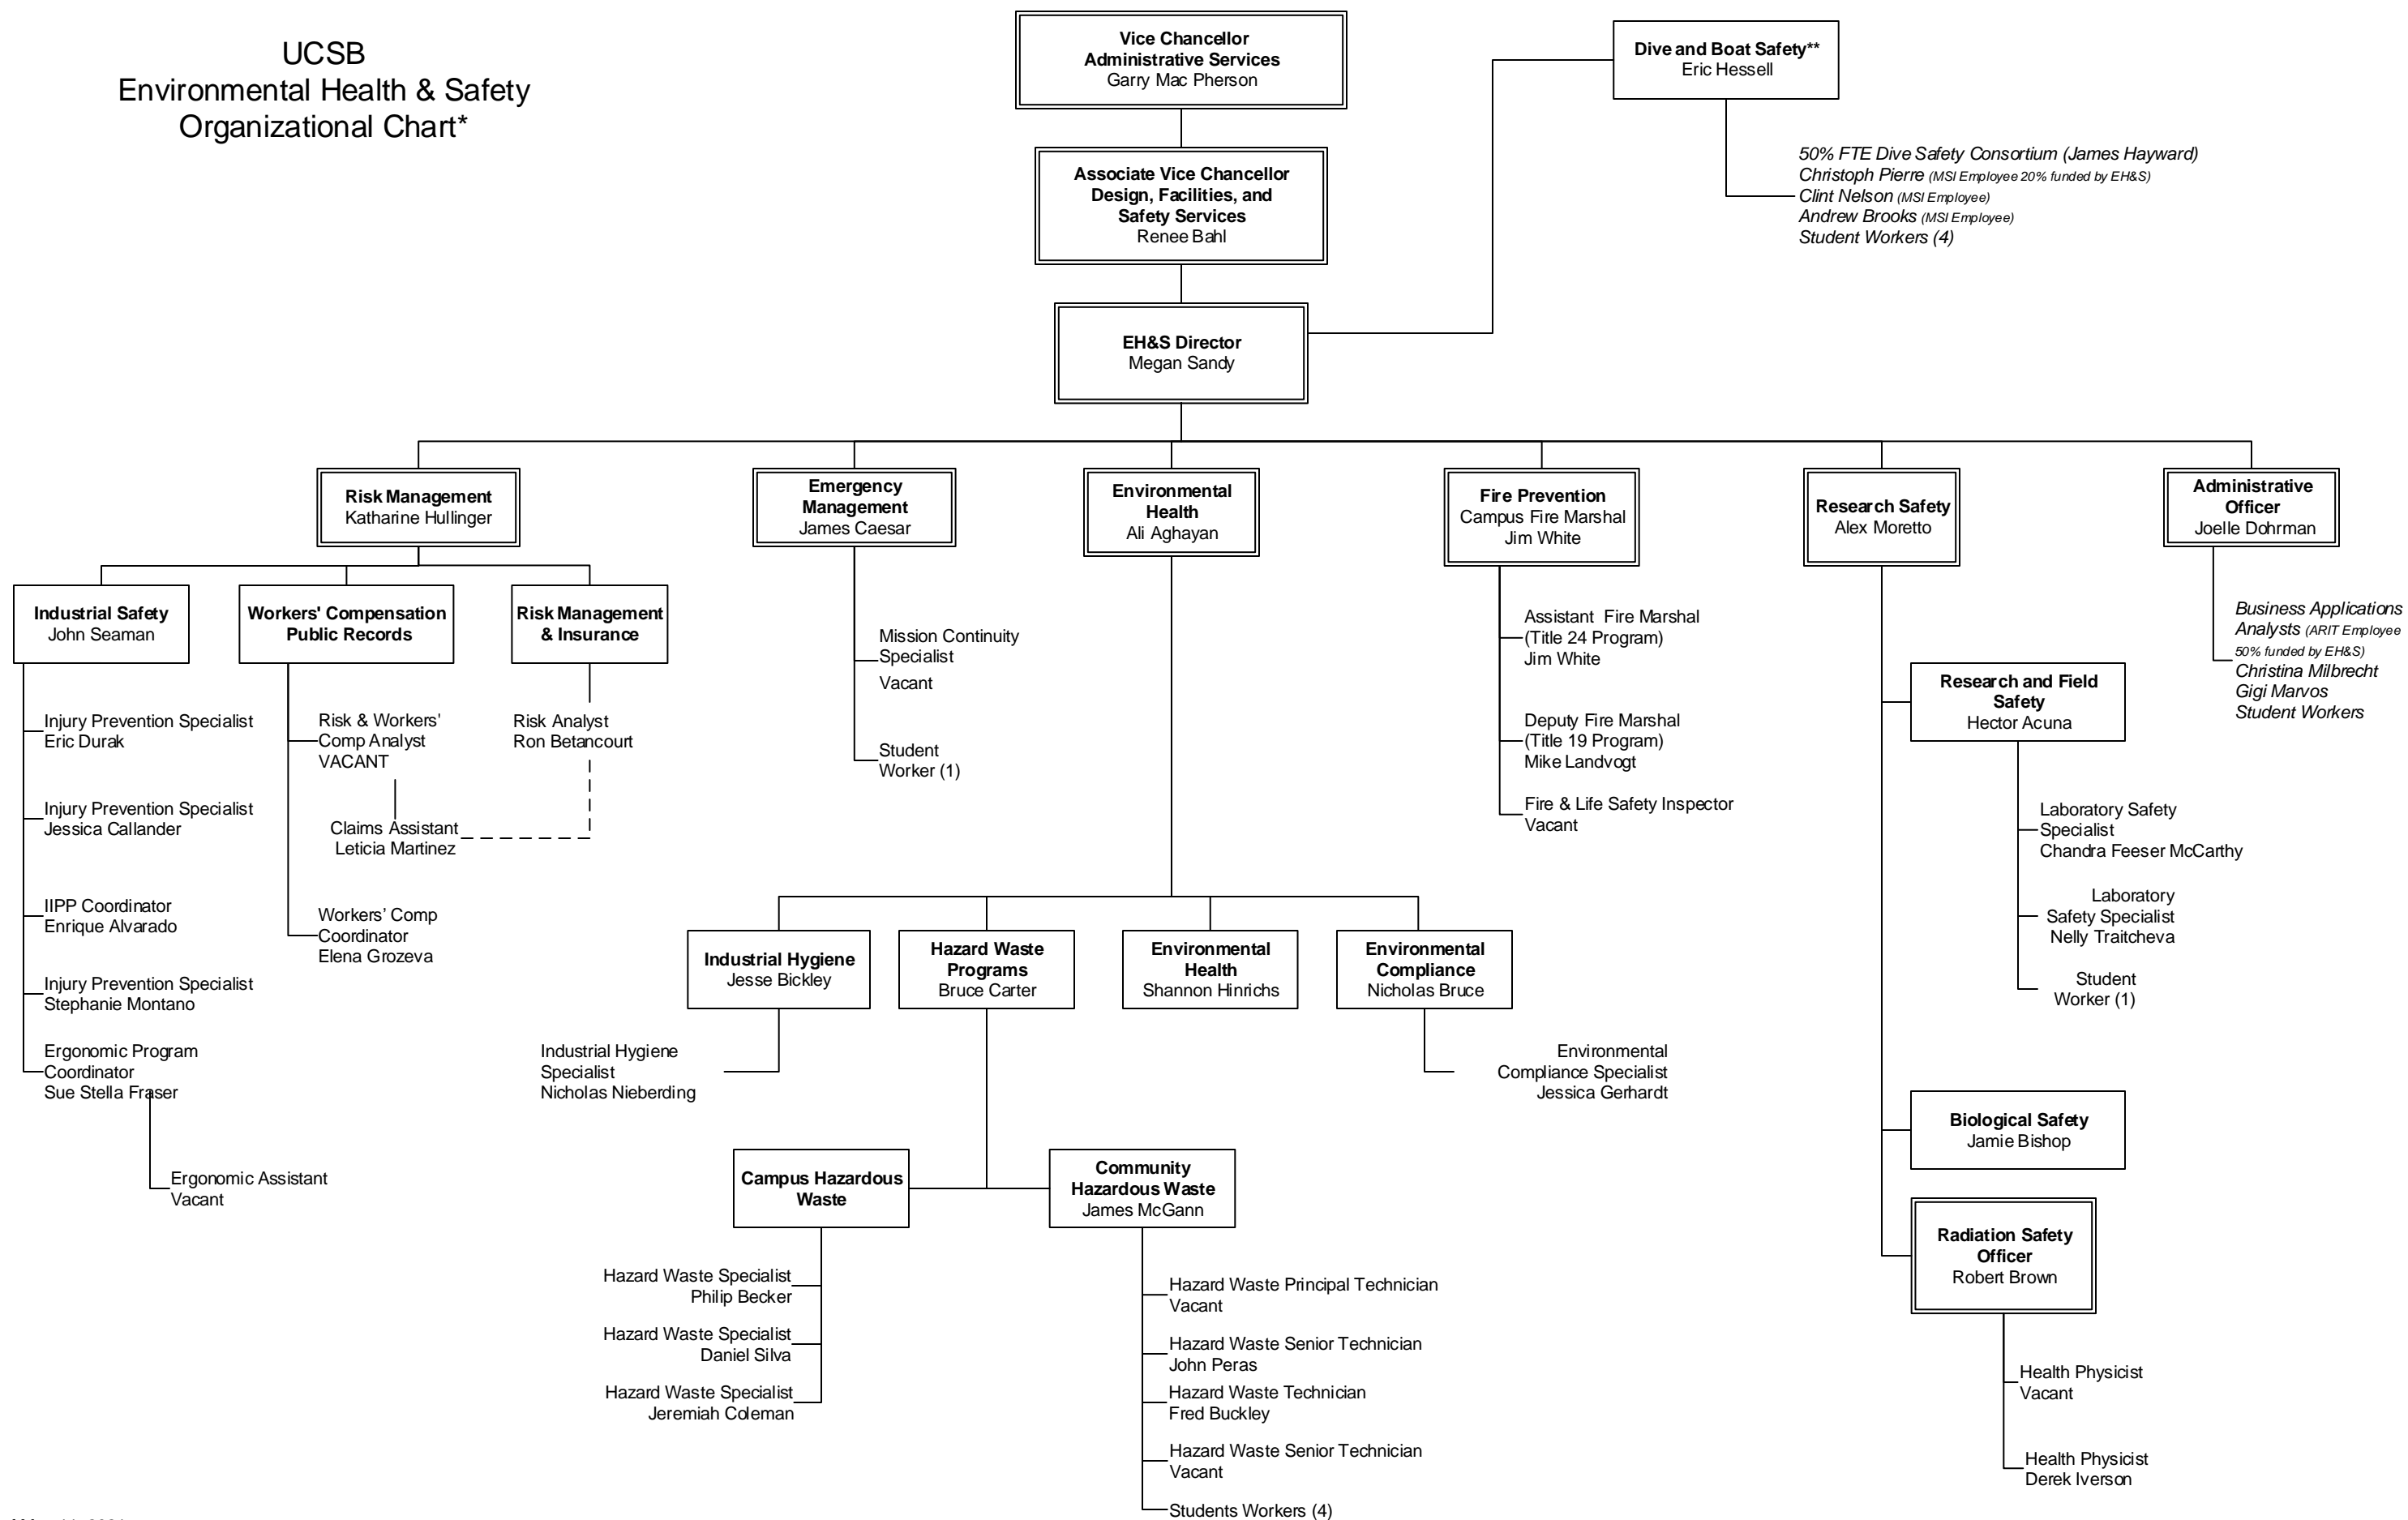 UCSB
Environmental Health & Safety
Organizational Chart*
Vice Chancellor
Administrative Services
Garry Mac Pherson
Dive and Boat Safety**
Eric Hessell
50% FTE Dive Safety Consortium (James Hayward)
Christoph Pierre (MSI Employee 20% funded by EH&S)
Clint Nelson (MSI Employee)
Andrew Brooks (MSI Employee)
Student Workers (4)
Associate Vice Chancellor
Design, Facilities, and
Safety Services
Renee Bahl
EH&S Director
Megan Sandy
Risk Management
Katharine Hullinger
Emergency
Management
James Caesar
Environmental
Health
Ali Aghayan
Fire Prevention
Campus Fire Marshal
Jim White
Research Safety
Alex Moretto
Administrative
Officer
Joelle Dohrman
Industrial Safety
John Seaman
Workers' Compensation
Public Records
Risk Management
& Insurance
Injury Prevention Specialist
Eric Durak
Injury Prevention Specialist
Jessica Callander
IIPP Coordinator
Enrique Alvarado
Injury Prevention Specialist
Stephanie Montano
Ergonomic Program
Coordinator
Sue Stella Fraser
Ergonomic Assistant
Vacant
Risk & Workers'
Comp Analyst
VACANT
Claims Assistant
Leticia Martinez
Workers’ Comp
Coordinator
Elena Grozeva
Risk Analyst
Ron Betancourt
Mission Continuity
Specialist
Vacant
Student
Worker (1)
Assistant  Fire Marshal
(Title 24 Program)
Jim White
Deputy Fire Marshal
(Title 19 Program)
Mike Landvogt
Fire & Life Safety Inspector
Vacant
Business Applications
Analysts (ARIT Employee
50% funded by EH&S)
Christina Milbrecht
Gigi Marvos
Student Workers
Research and Field
Safety
Hector Acuna
Laboratory Safety
Specialist
Chandra Feeser McCarthy
Laboratory
Safety Specialist
Nelly Traitcheva
Student
Worker (1)
Industrial Hygiene
Jesse Bickley
Hazard Waste
Programs
Bruce Carter
Environmental
Health
Shannon Hinrichs
Environmental
Compliance
Nicholas Bruce
Industrial Hygiene
Specialist
Nicholas Nieberding
Environmental
Compliance Specialist
Jessica Gerhardt
Campus Hazardous
Waste
Community
Hazardous Waste
James McGann
Hazard Waste Specialist
Philip Becker
Hazard Waste Specialist
Daniel Silva
Hazard Waste Specialist
Jeremiah Coleman
Hazard Waste Principal Technician
Vacant
Hazard Waste Senior Technician
John Peras
Hazard Waste Technician
Fred Buckley
Hazard Waste Senior Technician
Vacant
Students Workers (4)
Biological Safety
Jamie Bishop
Radiation Safety
Officer
Robert Brown
Health Physicist
Vacant
Health Physicist
Derek Iverson